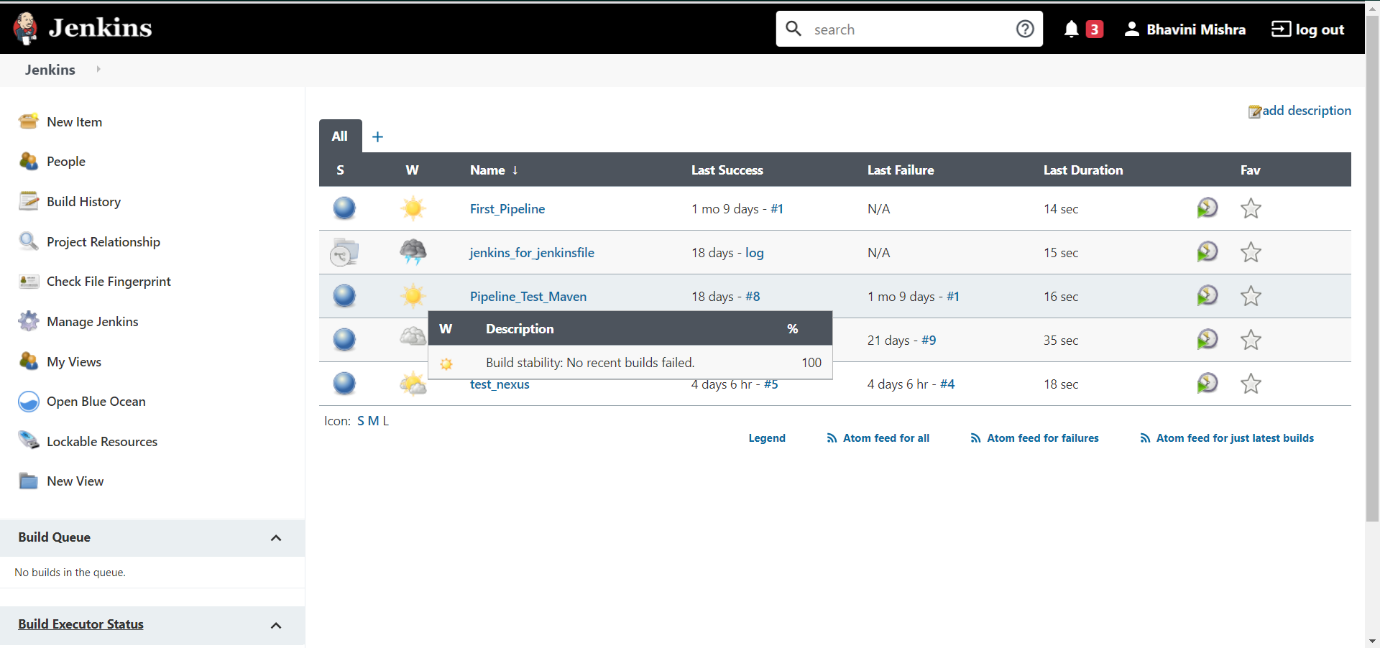 Jenkins
search
3
Bhavini Mishra
log out
Jenkins
New Item
People
Build History
Project Relationship
Check File Fingerprint
Manage Jenkins
My Views
Open Blue Ocean
Lockable Resources
New View
Build Queue
No builds in the queue.
Build Executor Status
add description
All +
S W Name ↓ Last Success Last Failure Last Duration Fav
First_Pipeline 1 mo 9 days - #1 N/A 14 sec
jenkins_for_jenkinsfile 18 days - log N/A 15 sec
Pipeline_Test_Maven 18 days - #8 1 mo 9 days - #1 16 sec
W Description %
21 days - #9 35 sec
Build stability: No recent builds failed. 100
test_nexus 4 days 6 hr - #5 4 days 6 hr - #4 18 sec
Icon: S M L
Legend Atom feed for all Atom feed for failures Atom feed for just latest builds